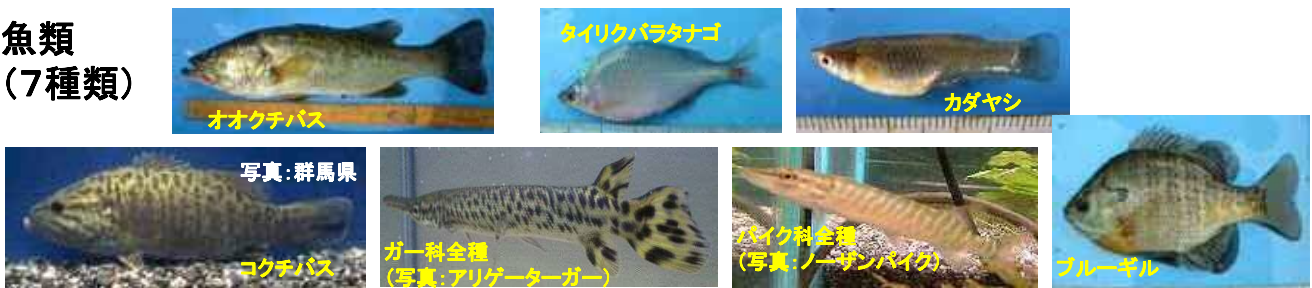 魚類
（７種類）
オオクチバス
タイリクバラタナゴ
カダヤシ
写真：群馬県
コクチバス
ガー科全種
（写真：アリゲーターガー）
パイク科全種
（写真：ノーザンパイク）
ブルーギル